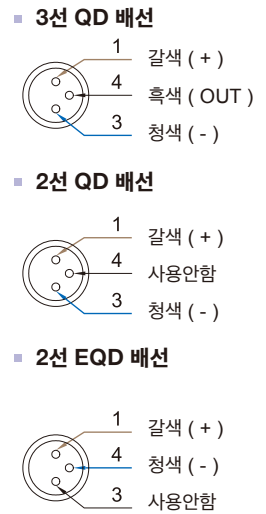 3선 QD 배선
1 갈색 ( + )
4 흑색 ( OUT )
3 청색 ( - )
2선 QD 배선
1 갈색 ( + )
4 사용안함
3 청색 ( - )
2선 EQD 배선
1 갈색 ( + )
4 청색 ( - )
3 사용안함